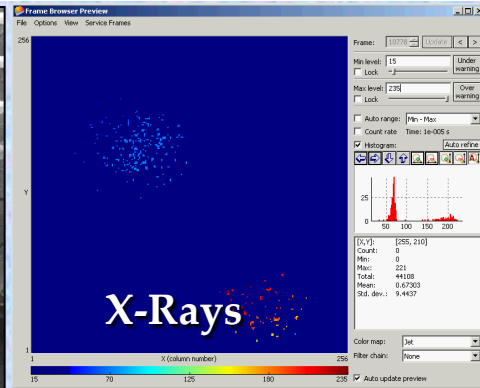 Frame Browser Preview
File Options View Service Frames
256
Y
1
1 X (column number) 256
15 70 125 180 235
X-Rays
Frame: 10778 Update < >
Min level: 15 Under warning
Lock
Max level: 235 Over warning
Lock
Auto range: Min - Max
Count rate Time: 1e-005 s
Histogram: Auto refine
25
0
50 100 150 200
[X,Y]: [255, 210]
Count: 0
Min: 0
Max: 221
Total: 44108
Mean: 0.67303
Std. dev.: 9.4437
Color map: Jet
Filter chain: None
Auto update preview